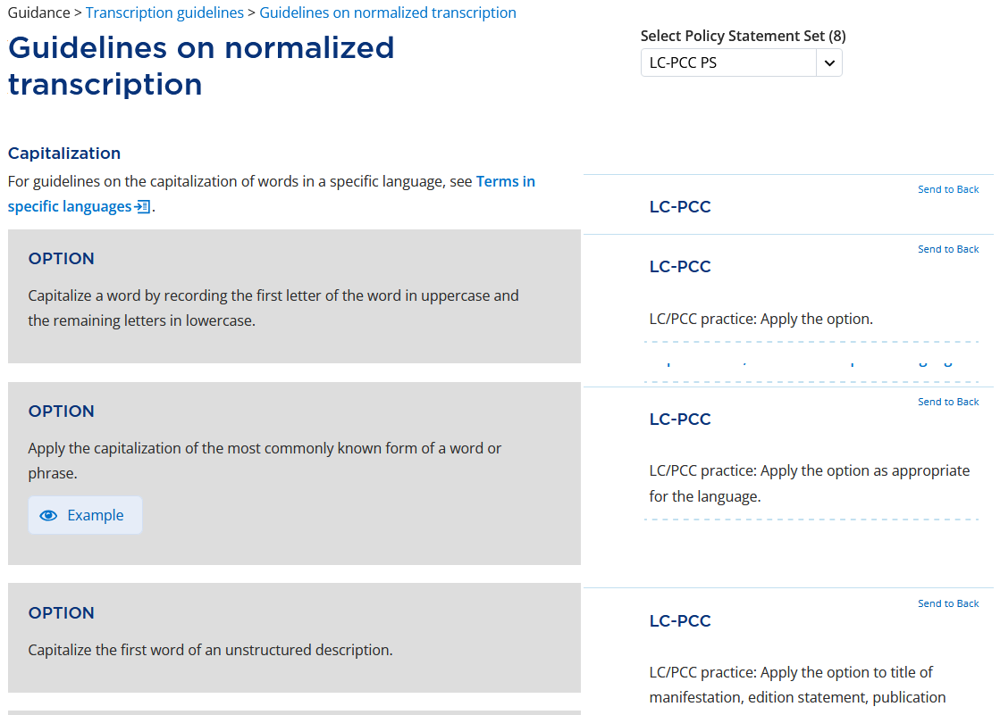 Guidance > Transcription guidelines > Guidelines on normalized transcription
Guidelines on normalized
transcription
Select Policy Statement Set (8)
LC-PCC PS
Capitalization
For guidelines on the capitalization of words in a specific language, see Terms in
specific languages.
Send to Back
LC-PCC
OPTION
Capitalize a word by recording the first letter of the word in uppercase and
the remaining letters in lowercase.
Send to Back
LC-PCC
LC/PCC practice: Apply the option.
OPTION
Apply the capitalization of the most commonly known form of a word or
phrase.
Example
Send to Back
LC-PCC
LC/PCC practice: Apply the option as appropriate
for the language.
OPTION
Capitalize the first word of an unstructured description.
Send to Back
LC-PCC
LC/PCC practice: Apply the option to title of
manifestation, edition statement, publication